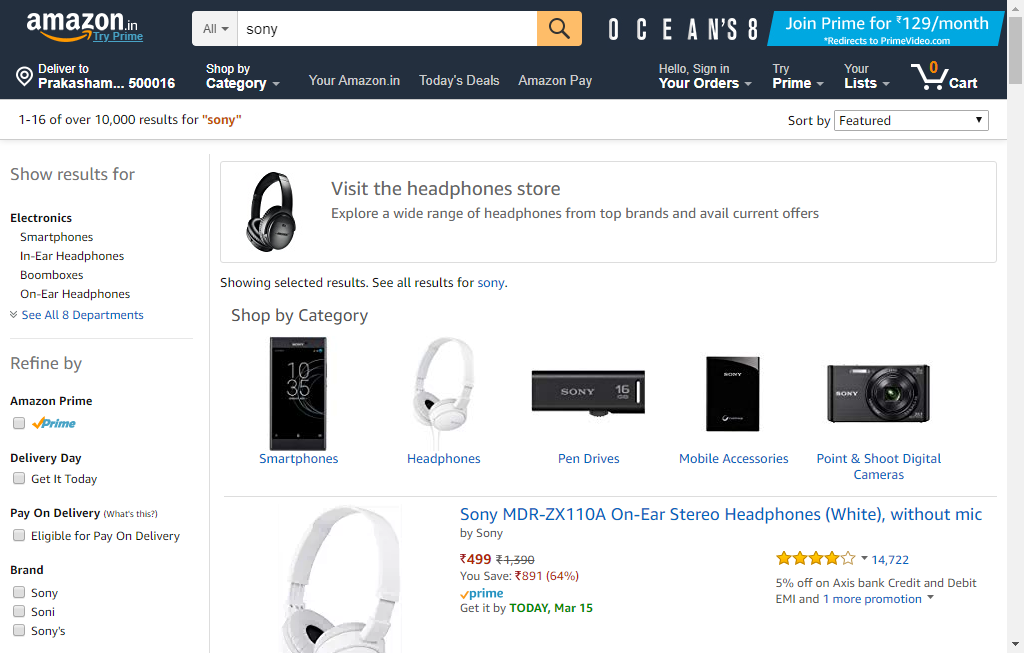 amazon.in
Try Prime
All
sony
OCEAN'S 8
Join Prime for ₹129/month
*Redirects to PrimeVideo.com
Deliver to
Prakasham... 500016
Shop by
Category
Your Amazon.in
Today's Deals
Amazon Pay
Hello, Sign in
Your Orders
Try
Prime
Your
Lists
0
Cart
1-16 of over 10,000 results for "sony"
Sort by Featured
Show results for
Electronics
Smartphones
In-Ear Headphones
Boomboxes
On-Ear Headphones
See All 8 Departments
Refine by
Amazon Prime
Prime
Delivery Day
Get It Today
Pay On Delivery (What's this?)
Eligible for Pay On Delivery
Brand
Sony
Soni
Sony's
Visit the headphones store
Explore a wide range of headphones from top brands and avail current offers
Showing selected results. See all results for sony.
Shop by Category
SONY
10
35
SONY 16
GB
SONY
SONY
Smartphones
Headphones
Pen Drives
Mobile Accessories
Point & Shoot Digital
Cameras
Sony MDR-ZX110A On-Ear Stereo Headphones (White), without mic
by Sony
₹499 ₹1,390
You Save: ₹891 (64%)
prime
Get it by TODAY, Mar 15
14,722
5% off on Axis bank Credit and Debit
EMI and 1 more promotion